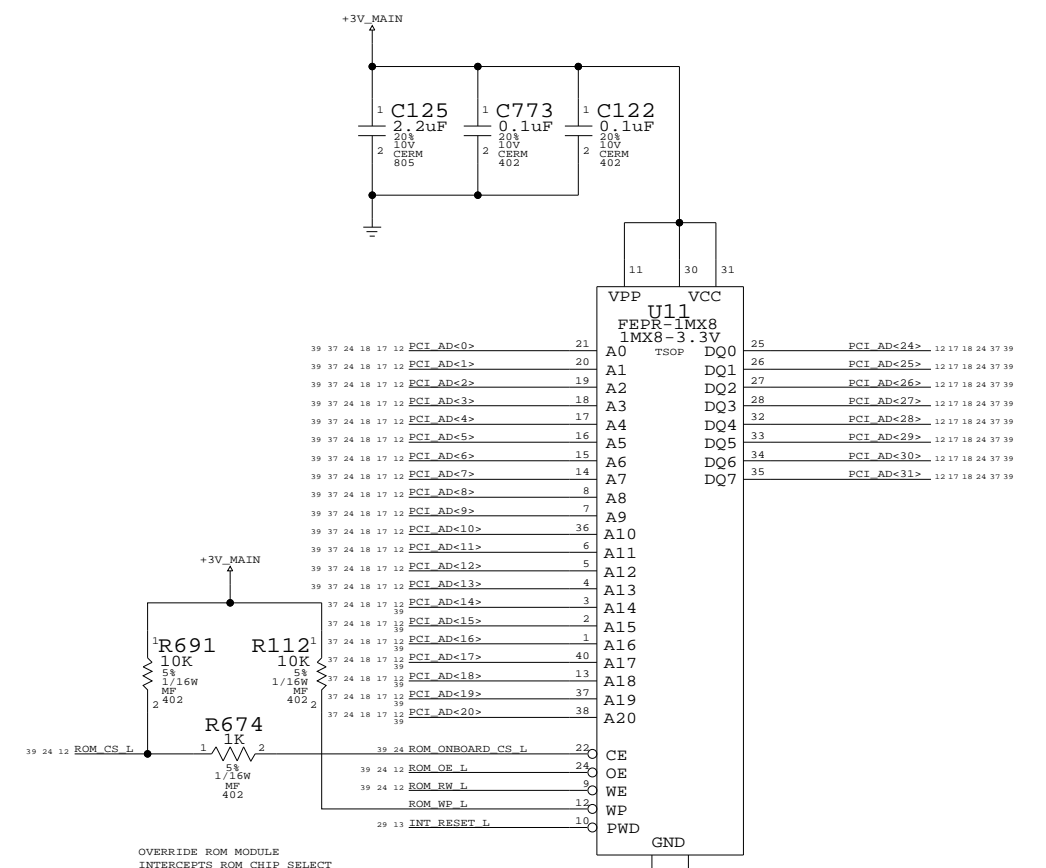 +3V_MAIN
1 C125 1 C773 1 C122
2.2uF 0.1uF 0.1uF
20% 20% 20%
10V 10V 10V
2 CERM 2 CERM 2 CERM
805 402 402
11 30 31
VPP VCC
U11
FEPR-1MX8
1MX8-3.3V
TSOP
39 37 24 18 17 12 PCI_AD<0> 21 A0 DQ0 25 PCI_AD<24> 12 17 18 24 37 39
39 37 24 18 17 12 PCI_AD<1> 20 A1 DQ1 26 PCI_AD<25> 12 17 18 24 37 39
39 37 24 18 17 12 PCI_AD<2> 19 A2 DQ2 27 PCI_AD<26> 12 17 18 24 37 39
39 37 24 18 17 12 PCI_AD<3> 18 A3 DQ3 28 PCI_AD<27> 12 17 18 24 37 39
39 37 24 18 17 12 PCI_AD<4> 17 A4 DQ4 32 PCI_AD<28> 12 17 18 24 37 39
39 37 24 18 17 12 PCI_AD<5> 16 A5 DQ5 33 PCI_AD<29> 12 17 18 24 37 39
39 37 24 18 17 12 PCI_AD<6> 15 A6 DQ6 34 PCI_AD<30> 12 17 18 24 37 39
39 37 24 18 17 12 PCI_AD<7> 14 A7 DQ7 35 PCI_AD<31> 12 17 18 24 37 39
39 37 24 18 17 12 PCI_AD<8> 8 A8
39 37 24 18 17 12 PCI_AD<9> 7 A9
39 37 24 18 17 12 PCI_AD<10> 36 A10
39 37 24 18 17 12 PCI_AD<11> 6 A11
39 37 24 18 17 12 PCI_AD<12> 5 A12
39 37 24 18 17 12 PCI_AD<13> 4 A13
37 24 18 17 12 PCI_AD<14> 3 A14
39
37 24 18 17 12 PCI_AD<15> 2 A15
39
37 24 18 17 12 PCI_AD<16> 1 A16
39
37 24 18 17 12 PCI_AD<17> 40 A17
39
37 24 18 17 12 PCI_AD<18> 13 A18
39
37 24 18 17 12 PCI_AD<19> 37 A19
39
37 24 18 17 12 PCI_AD<20> 38 A20
39
+3V_MAIN
1 R691 R112 1
10K 10K
5% 5%
1/16W 1/16W
MF MF
2 402 402 2
R674
39 24 12 ROM_CS_L 1 1K 2 39 24 ROM_ONBOARD_CS_L 22 CE
5%
1/16W
MF
402
39 24 12 ROM_OE_L 24 OE
39 24 12 ROM_RW_L 9 WE
ROM_WP_L 12 WP
29 13 INT_RESET_L 10 PWD
GND
OVERRIDE ROM MODULE
INTERCEPTS ROM CHIP SELECT